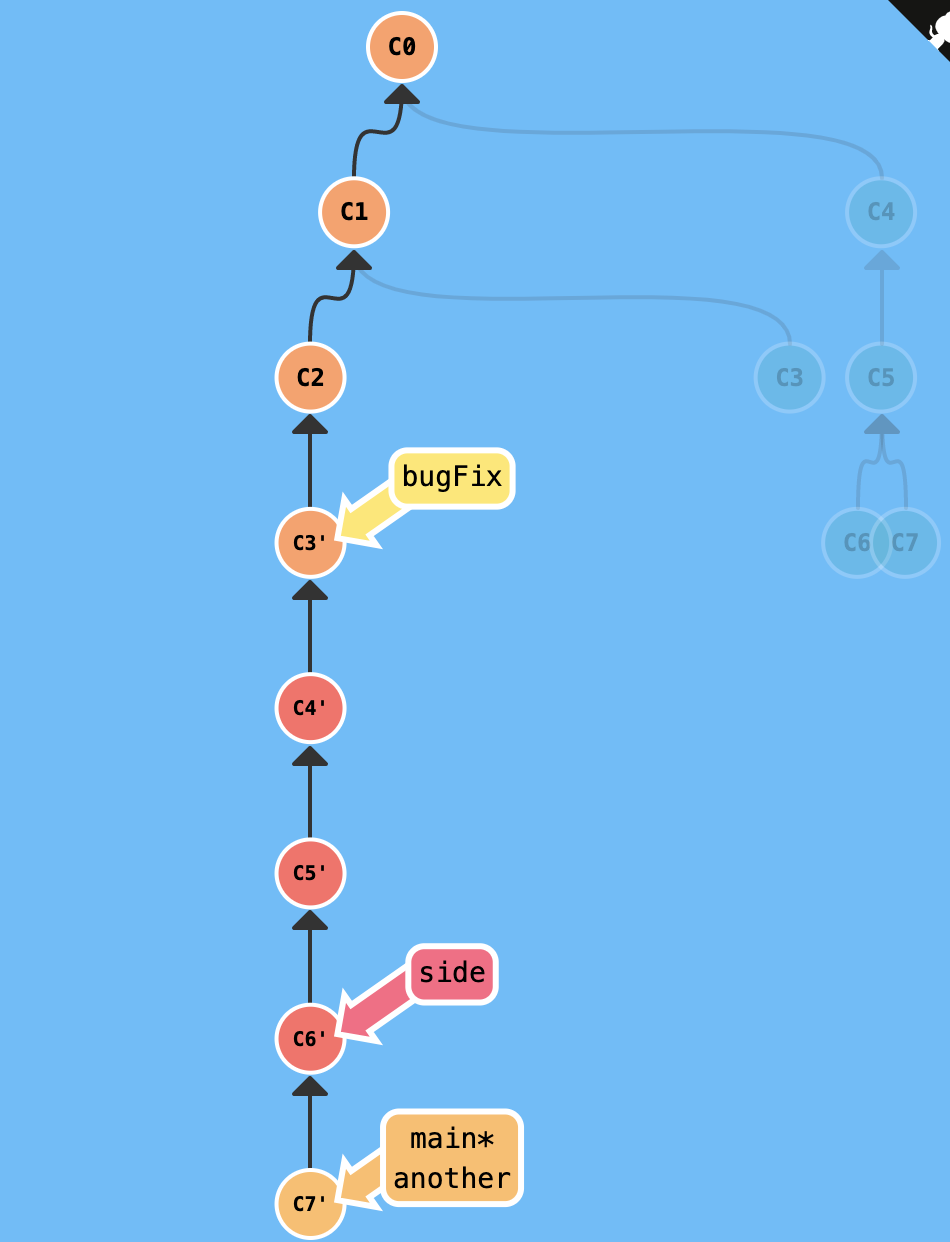 C0
C1
C4
C2
C3
C5
bugFix
C3'
C6
C7
C4'
C5'
side
C6'
main*
another
C7'